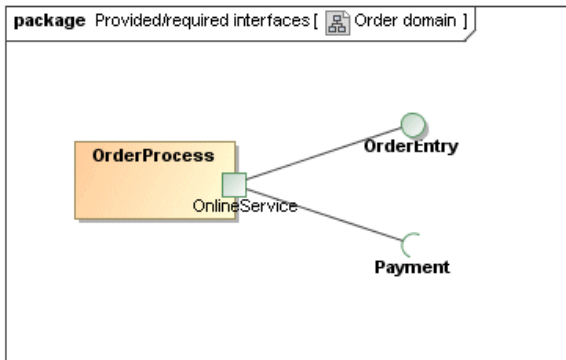 package Provided/required interfaces [ Order domain ]
OrderProcess
OrderEntry
OnlineService
Payment